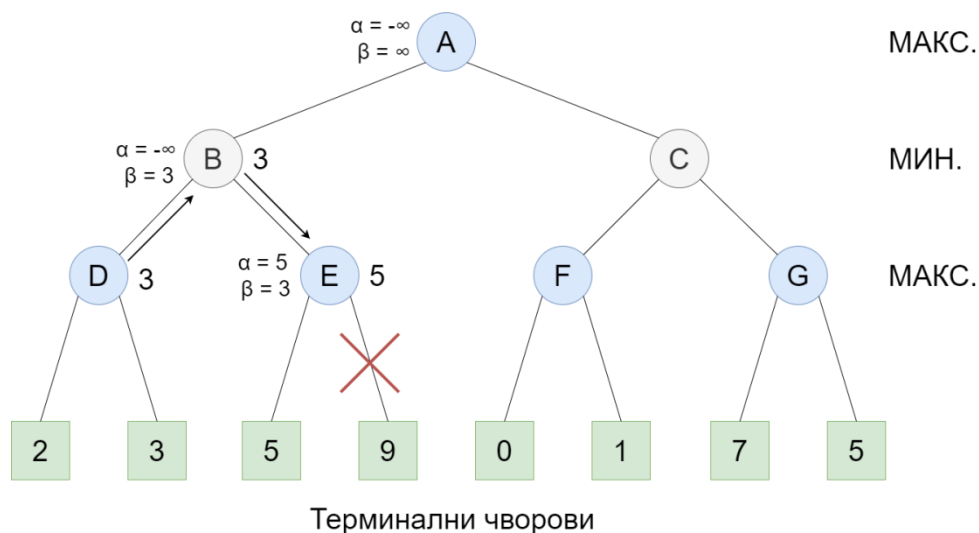 α = -∞
β = ∞
A
МАКС.
α = -∞
β = 3
B
3
C
МИН.
D
3
α = 5
β = 3
E
5
F
G
МАКС.
2
3
5
9
0
1
7
5
Терминални чворови